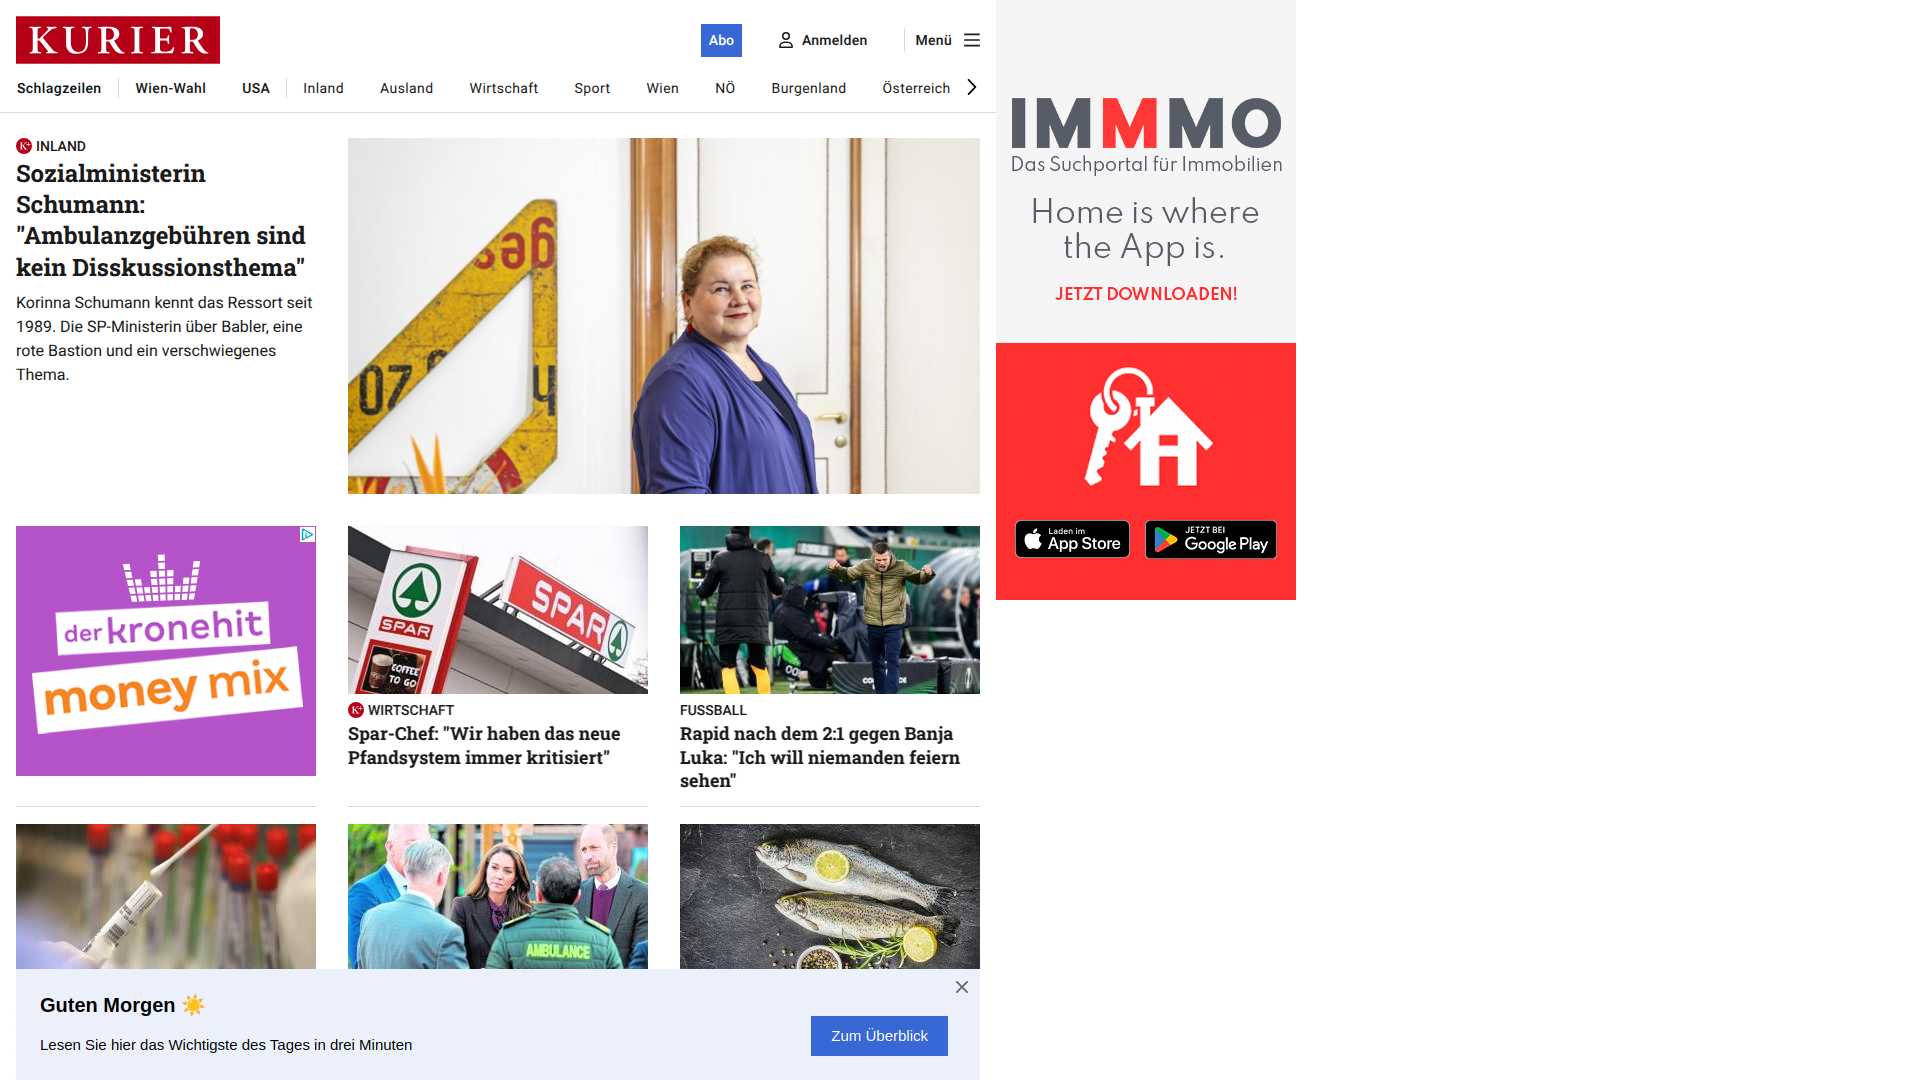 KURIER
Abo
Anmelden
Menü
Schlagzeilen
Wien-Wahl
USA
Inland
Ausland
Wirtschaft
Sport
Wien
NÖ
Burgenland
Österreich
K+ INLAND
Sozialministerin
Schumann:
"Ambulanzgebühren sind
kein Disskussionsthema"
Korinna Schumann kennt das Ressort seit
1989. Die SP-Ministerin über Babler, eine
rote Bastion und ein verschwiegenes
Thema.
IMMMO
Das Suchportal für Immobilien
Home is where
the App is.
JETZT DOWNLOADEN!
Laden im
App Store
JETZT BEI
Google Play
der kronehit
money mix
SPAR
SPAR
COFFEE
TO GO
K+ WIRTSCHAFT
Spar-Chef: "Wir haben das neue
Pfandsystem immer kritisiert"
FUSSBALL
Rapid nach dem 2:1 gegen Banja
Luka: "Ich will niemanden feiern
sehen"
AMBULANCE
Guten Morgen ☀️
Lesen Sie hier das Wichtigste des Tages in drei Minuten
Zum Überblick